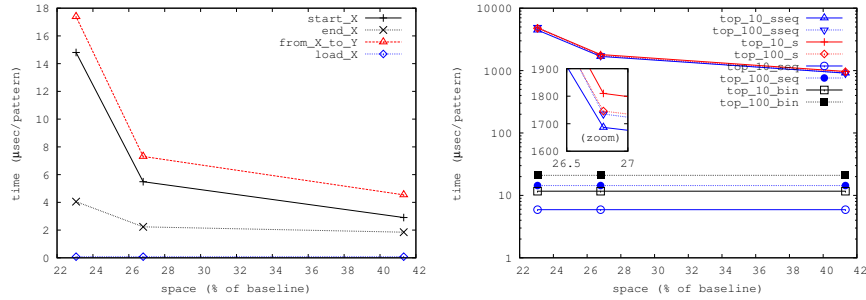 18
16
14
12
10
8
6
4
2
0
time (µsec/pattern)
start_X
end_X
from_X_to_Y
load_X
22 24 26 28 30 32 34 36 38 40 42
space (% of baseline)
10000
1000
100
10
1
time (µsec/pattern)
top_10_sseq
top_100_sseq
top_10_s
top_100_s
top_10_seq
top_100_seq
top_10_bin
top_100_bin
1900
1800
1700
1600
(zoom)
26.5 27
22 24 26 28 30 32 34 36 38 40 42
space (% of baseline)